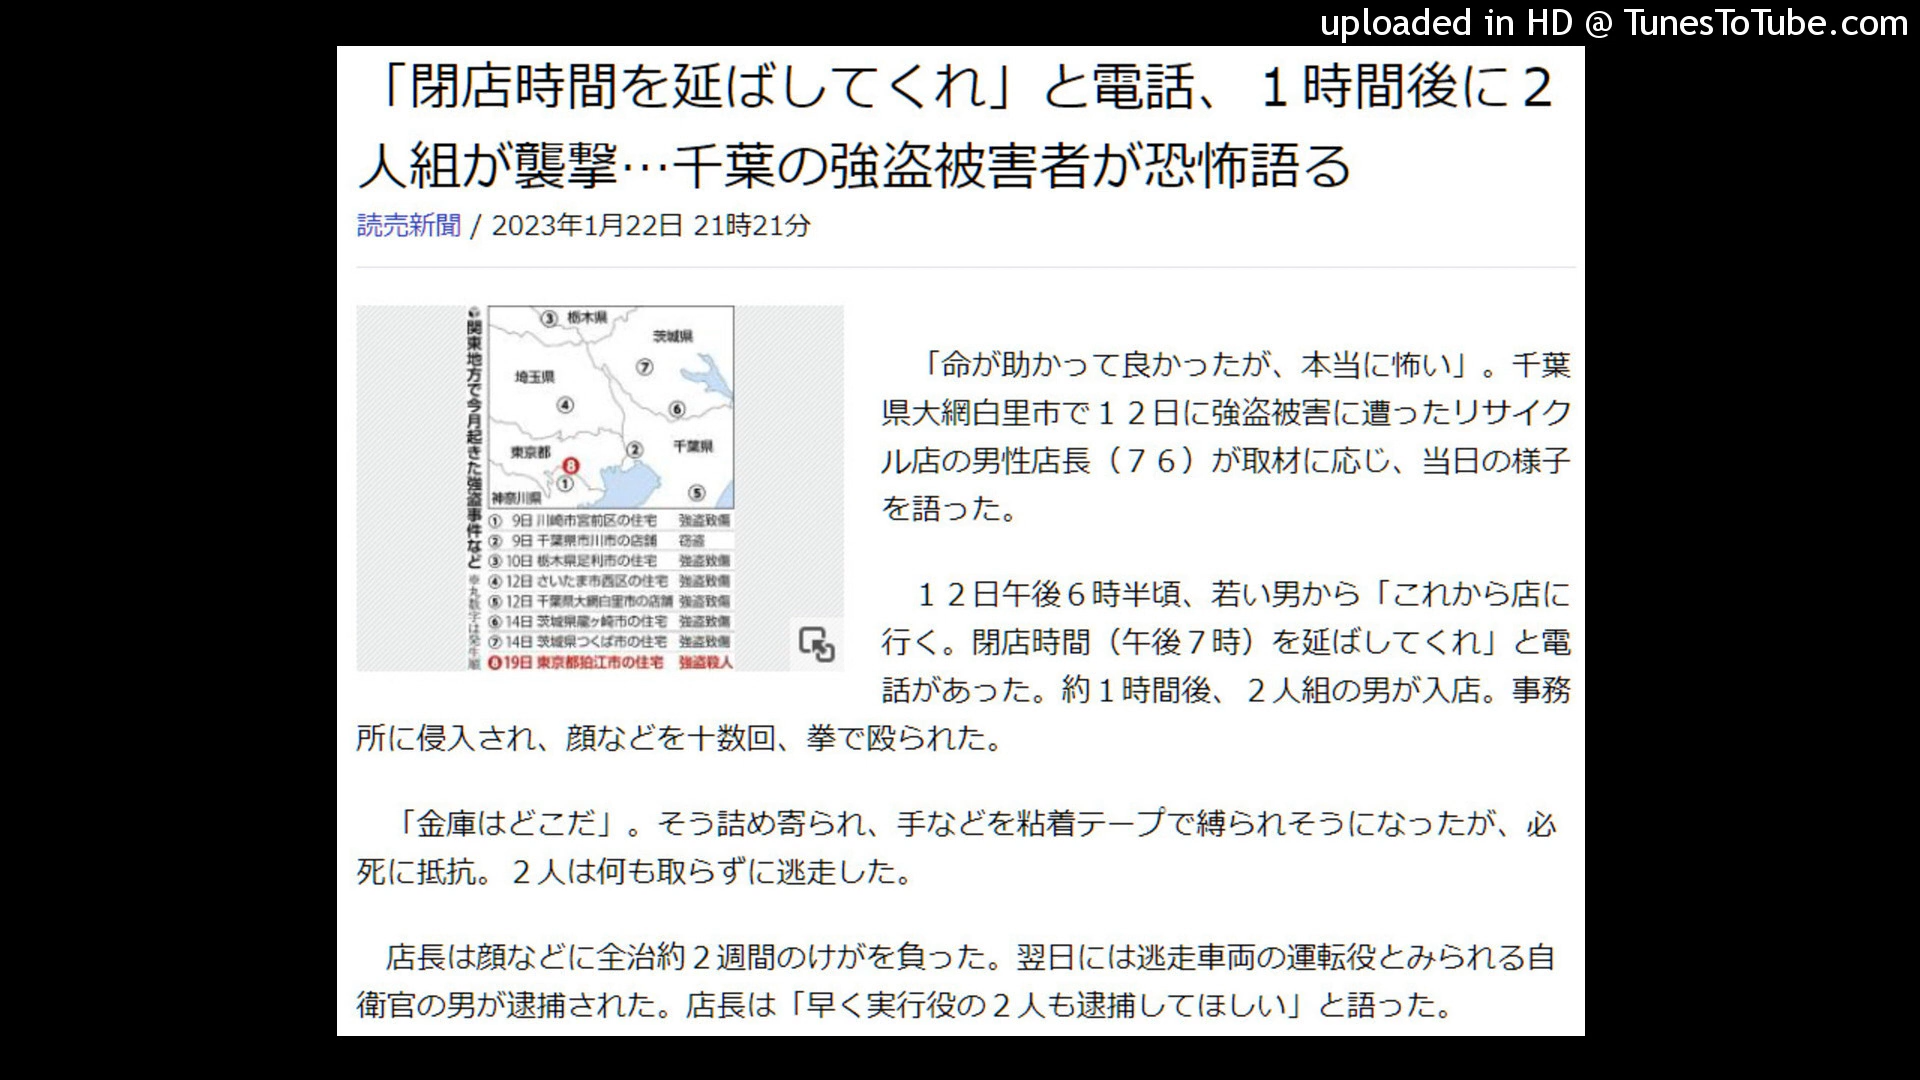 uploaded in HD @ TunesToTube.com
「閉店時間を延ばしてくれ」と電話、１時間後に２
人組が襲撃…千葉の強盗被害者が恐怖語る
読売新聞 / 2023年1月22日 21時21分
関東地方で今月起きた強盗事件など
※丸数字は発生順
③ 栃木県
茨城県
⑦
埼玉県
④
⑥
東京都
②
千葉県
❽
①
神奈川県
⑤
① 9日 川崎市宮前区の住宅 強盗致傷
② 9日 千葉県市川市の店舗 窃盗
③ 10日 栃木県足利市の住宅 強盗致傷
④ 12日 さいたま市西区の住宅 強盗致傷
⑤ 12日 千葉県大網白里市の店舗 強盗致傷
⑥ 14日 茨城県龍ヶ崎市の住宅 強盗致傷
⑦ 14日 茨城県つくば市の住宅 強盗致傷
❽ 19日 東京都狛江市の住宅 強盗殺人
「命が助かって良かったが、本当に怖い」。千葉
県大網白里市で１２日に強盗被害に遭ったリサイク
ル店の男性店長（７６）が取材に応じ、当日の様子
を語った。
１２日午後６時半頃、若い男から「これから店に
行く。閉店時間（午後７時）を延ばしてくれ」と電
話があった。約１時間後、２人組の男が入店。事務
所に侵入され、顔などを十数回、拳で殴られた。
「金庫はどこだ」。そう詰め寄られ、手などを粘着テープで縛られそうになったが、必
死に抵抗。２人は何も取らずに逃走した。
店長は顔などに全治約２週間のけがを負った。翌日には逃走車両の運転役とみられる自
衛官の男が逮捕された。店長は「早く実行役の２人も逮捕してほしい」と語った。